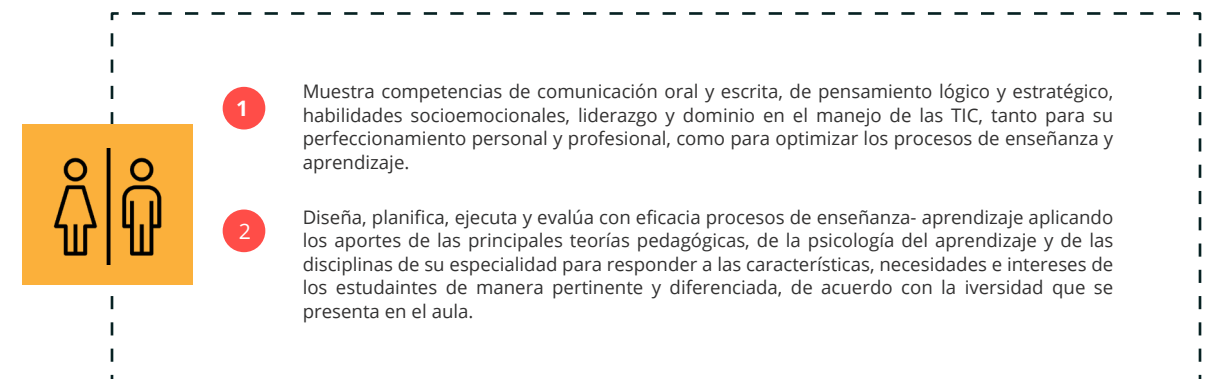 1
Muestra competencias de comunicación oral y escrita, de pensamiento lógico y estratégico,
habilidades socioemocionales, liderazgo y dominio en el manejo de las TIC, tanto para su
perfeccionamiento personal y profesional, como para optimizar los procesos de enseñanza y
aprendizaje.
2
Diseña, planifica, ejecuta y evalúa con eficacia procesos de enseñanza- aprendizaje aplicando
los aportes de las principales teorías pedagógicas, de la psicología del aprendizaje y de las
disciplinas de su especialidad para responder a las características, necesidades e intereses de
los estudaintes de manera pertinente y diferenciada, de acuerdo con la iversidad que se
presenta en el aula.